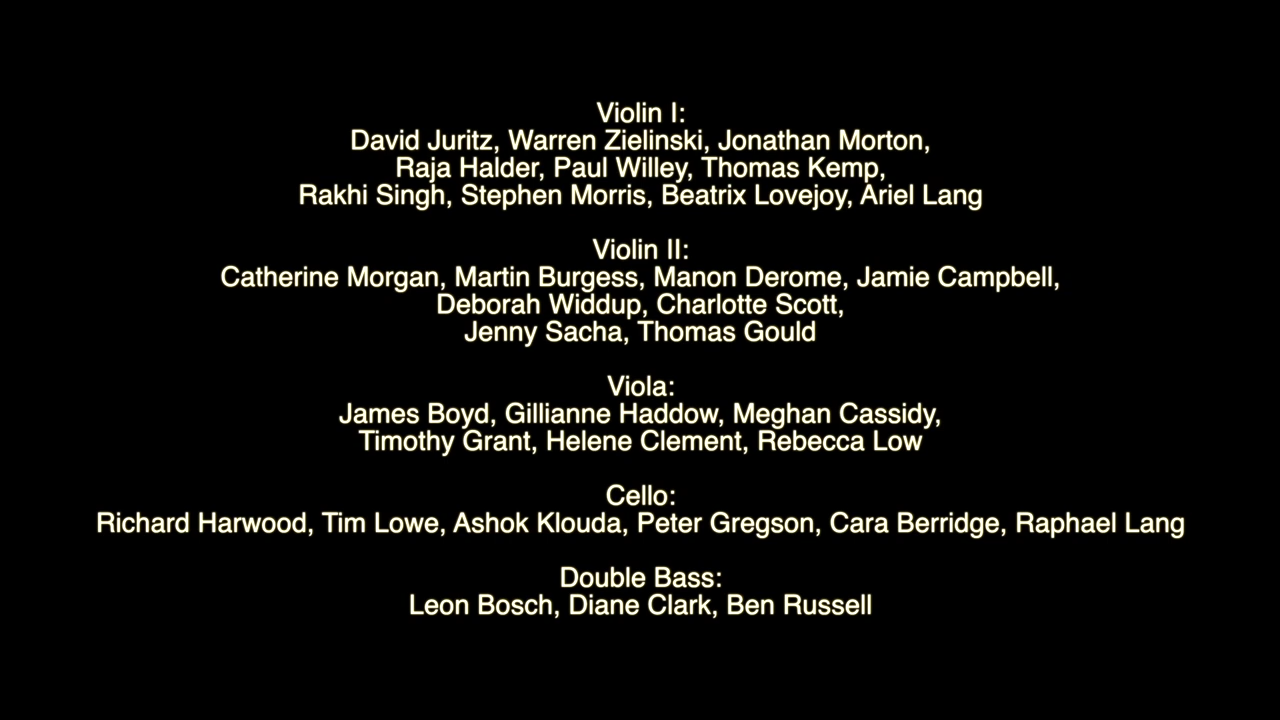 Violin I:
David Juritz, Warren Zielinski, Jonathan Morton,
Raja Halder, Paul Willey, Thomas Kemp,
Rakhi Singh, Stephen Morris, Beatrix Lovejoy, Ariel Lang
Violin II:
Catherine Morgan, Martin Burgess, Manon Derome, Jamie Campbell,
Deborah Widdup, Charlotte Scott,
Jenny Sacha, Thomas Gould
Viola:
James Boyd, Gillianne Haddow, Meghan Cassidy,
Timothy Grant, Helene Clement, Rebecca Low
Cello:
Richard Harwood, Tim Lowe, Ashok Klouda, Peter Gregson, Cara Berridge, Raphael Lang
Double Bass:
Leon Bosch, Diane Clark, Ben Russell